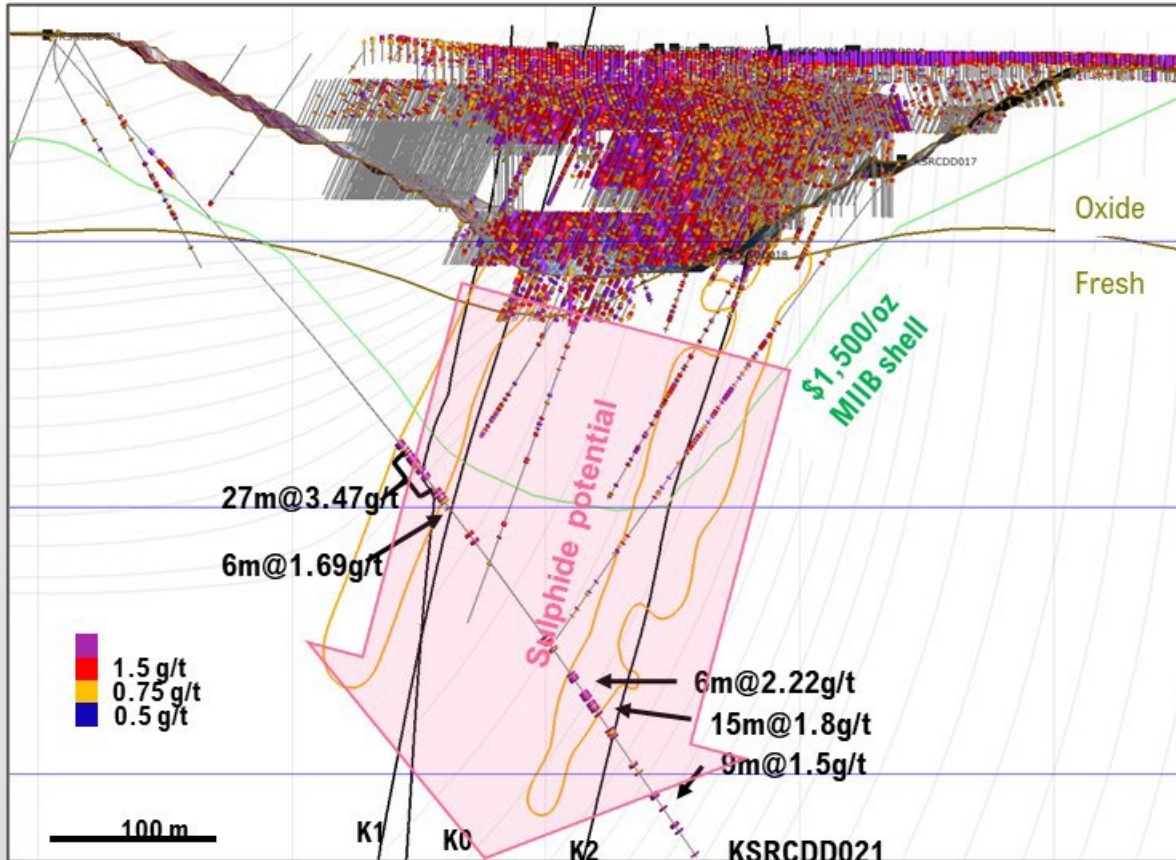 KSRCDD017
Oxide
Fresh
$1,500/oz
MIIB shell
Sulphide potential
27m@3.47g/t
6m@1.69g/t
1.5 g/t
0.75 g/t
0.5 g/t
6m@2.22g/t
15m@1.8g/t
9m@1.5g/t
100 m
K1
K0
K2
KSRCDD021